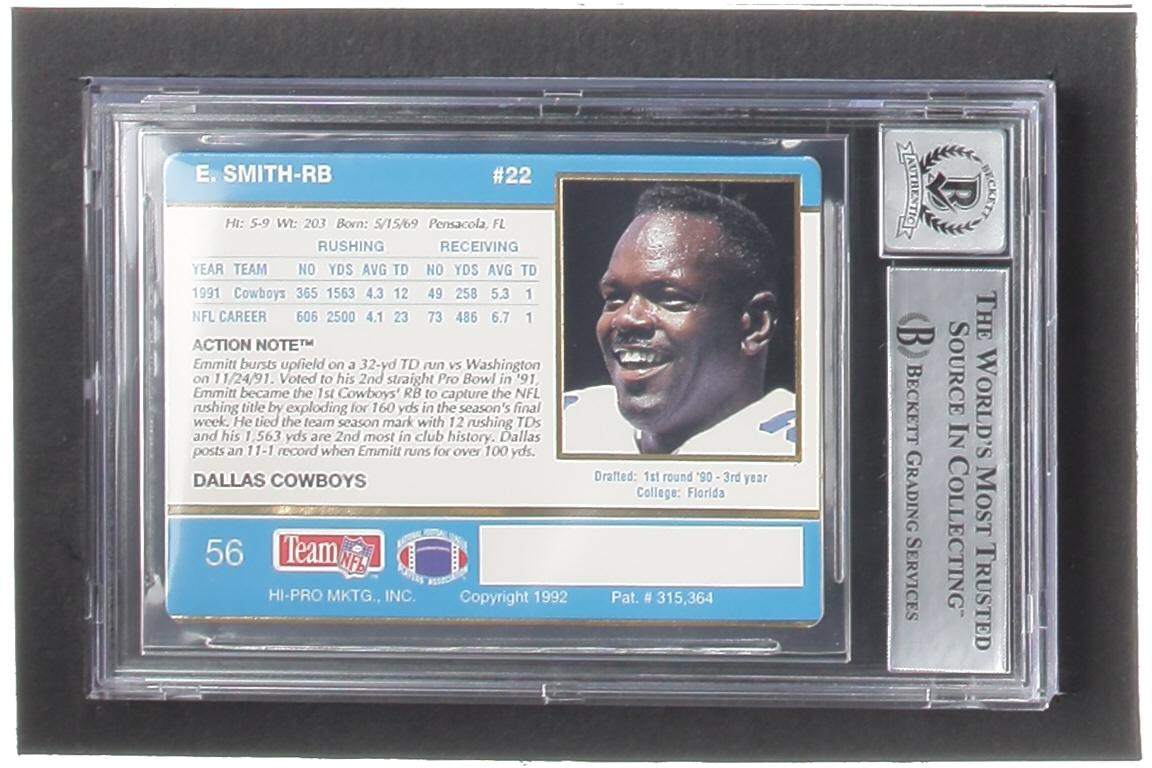 E. SMITH-RB #22
Ht: 5-9 Wt: 203 Born: 5/15/69 Pensacola, FL
RUSHING RECEIVING
YEAR TEAM NO YDS AVG TD NO YDS AVG TD
1991 Cowboys 365 1563 4.3 12 49 258 5.3 1
NFL CAREER 606 2500 4.1 23 73 486 6.7 1
ACTION NOTE™
Emmitt bursts upfield on a 32-yd TD run vs Washington
on 11/24/91. Voted to his 2nd straight Pro Bowl in '91,
Emmitt became the 1st Cowboys' RB to capture the NFL
rushing title by exploding for 160 yds in the season's final
week. He tied the team season mark with 12 rushing TDs
and his 1,563 yds are 2nd most in club history. Dallas
posts an 11-1 record when Emmitt runs for over 100 yds.
DALLAS COWBOYS
Drafted: 1st round '90 - 3rd year
College: Florida
56
Team NFL
NATIONAL FOOTBALL LEAGUE
PLAYERS ASSOCIATION
HI-PRO MKTG., INC. Copyright 1992 Pat. # 315,364
BECKETT
AUTHENTIC
THE WORLD'S MOST TRUSTED
SOURCE IN COLLECTING™
B BECKETT GRADING SERVICES